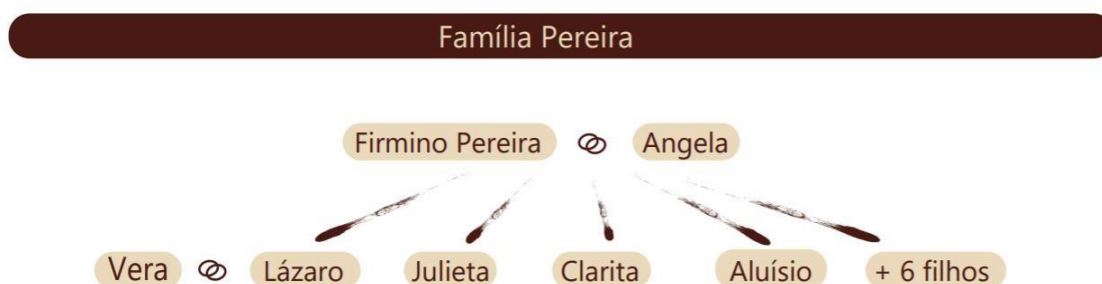 Família Pereira
Firmino Pereira Angela
Vera Lázaro Julieta Clarita Aluísio + 6 filhos